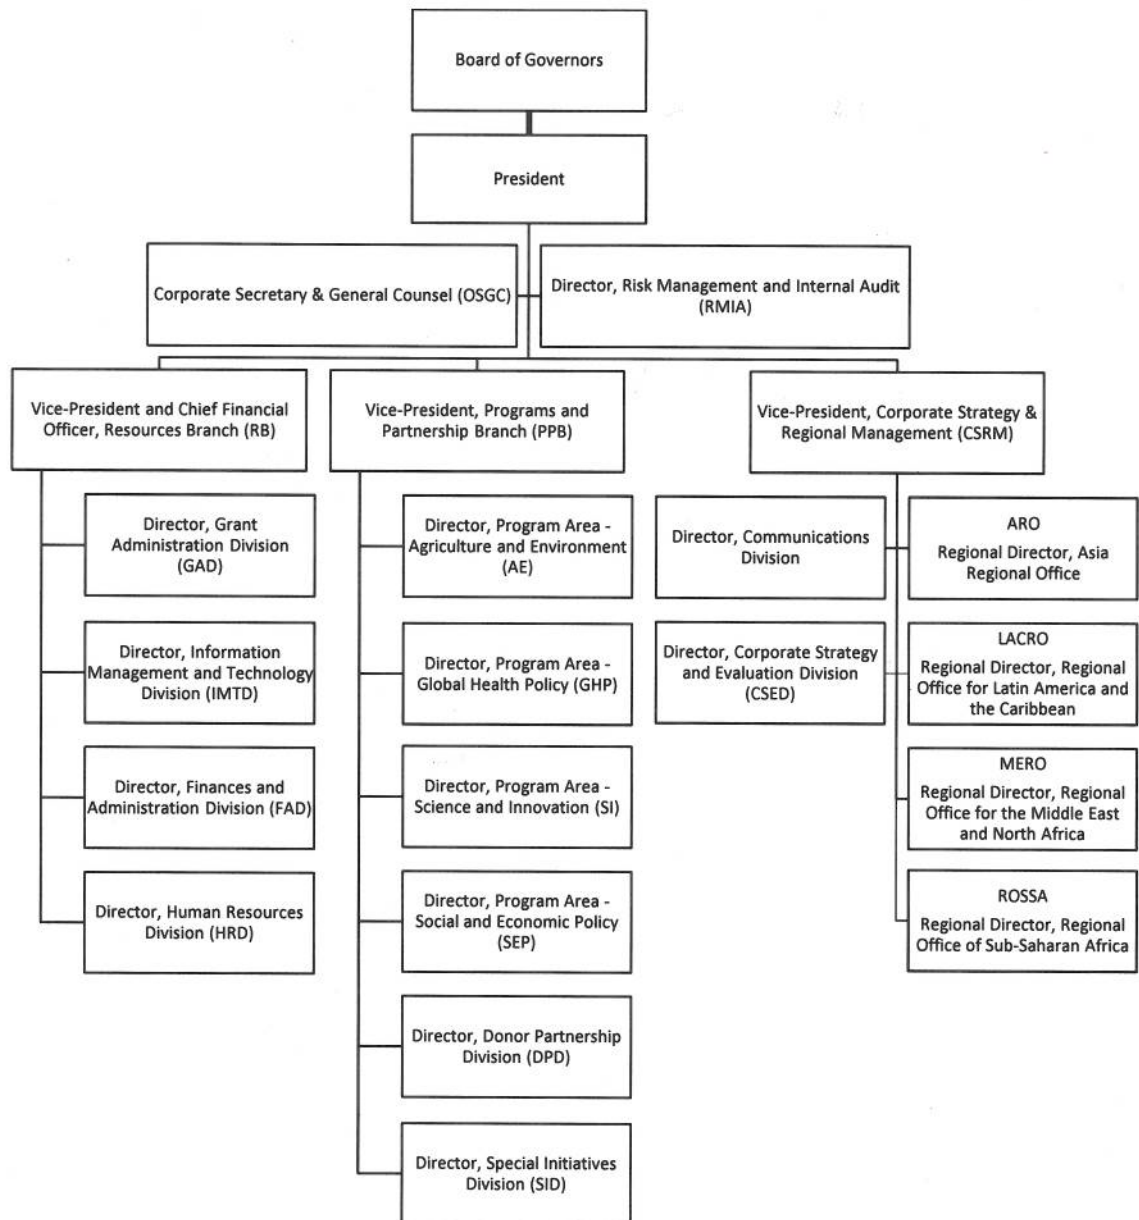 Board of Governors
President
Corporate Secretary & General Counsel (OSGC)
Director, Risk Management and Internal Audit
(RMIA)
Vice-President and Chief Financial
Officer, Resources Branch (RB)
Vice-President, Programs and
Partnership Branch (PPB)
Vice-President, Corporate Strategy &
Regional Management (CSRM)
Director, Grant
Administration Division
(GAD)
Director, Information
Management and Technology
Division (IMTD)
Director, Finances and
Administration Division (FAD)
Director, Human Resources
Division (HRD)
Director, Program Area -
Agriculture and Environment
(AE)
Director, Program Area -
Global Health Policy (GHP)
Director, Program Area -
Science and Innovation (SI)
Director, Program Area -
Social and Economic Policy
(SEP)
Director, Donor Partnership
Division (DPD)
Director, Special Initiatives
Division (SID)
Director, Communications
Division
Director, Corporate Strategy
and Evaluation Division
(CSED)
ARO
Regional Director, Asia
Regional Office
LACRO
Regional Director, Regional
Office for Latin America and
the Caribbean
MERO
Regional Director, Regional
Office for the Middle East
and North Africa
ROSSA
Regional Director, Regional
Office of Sub-Saharan Africa